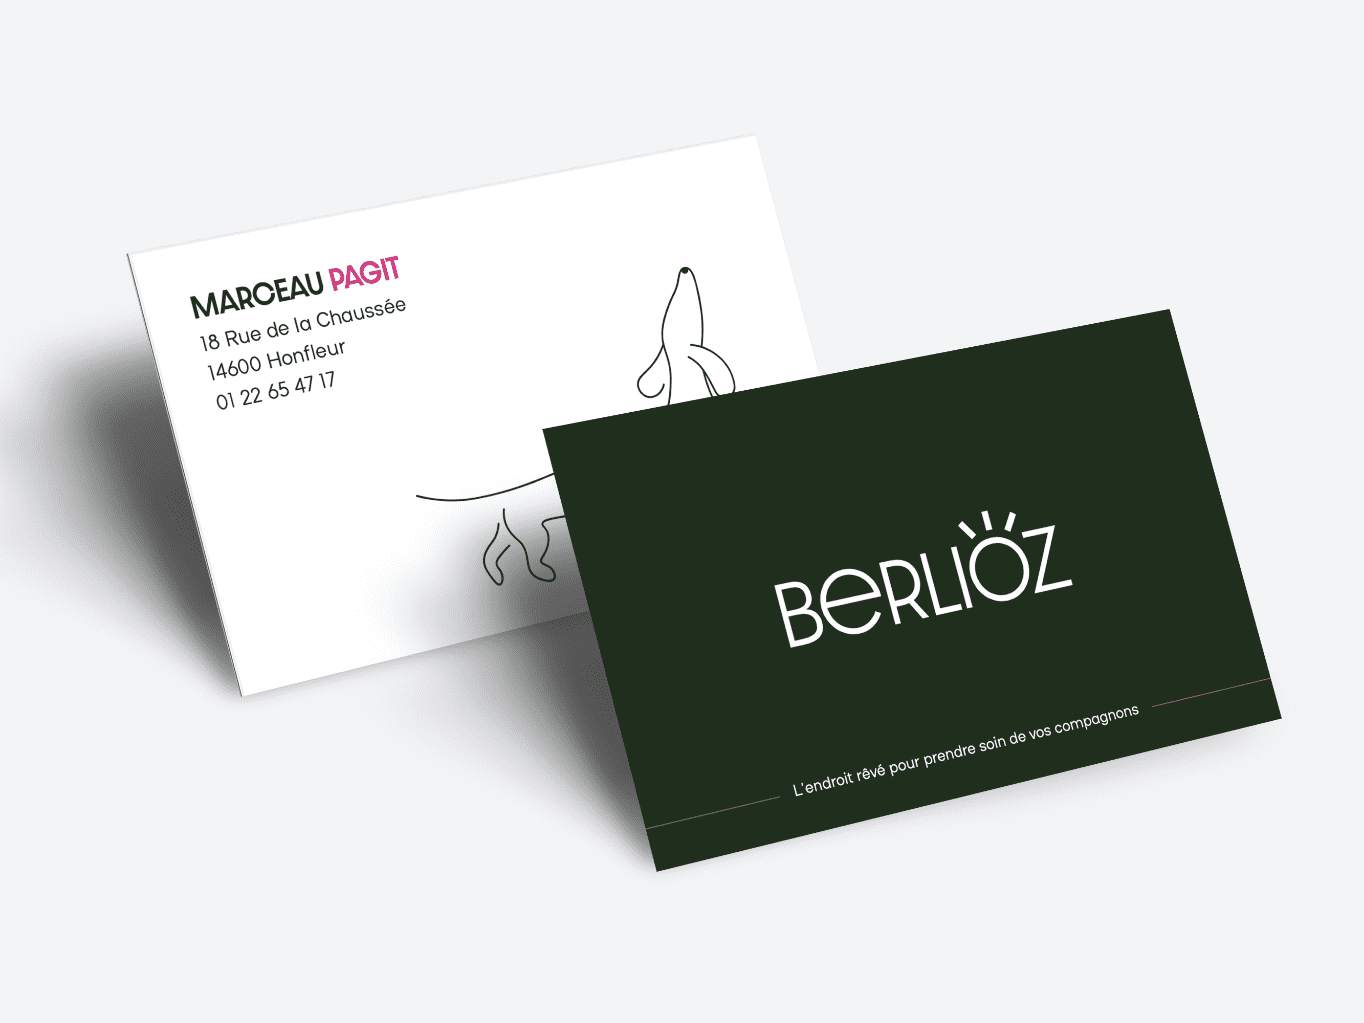 MARCEAU PAGIT
18 Rue de la Chaussée
14600 Honfleur
01 22 65 47 17
BeRLIOZ
L'endroit rêvé pour prendre soin de vos compagnons